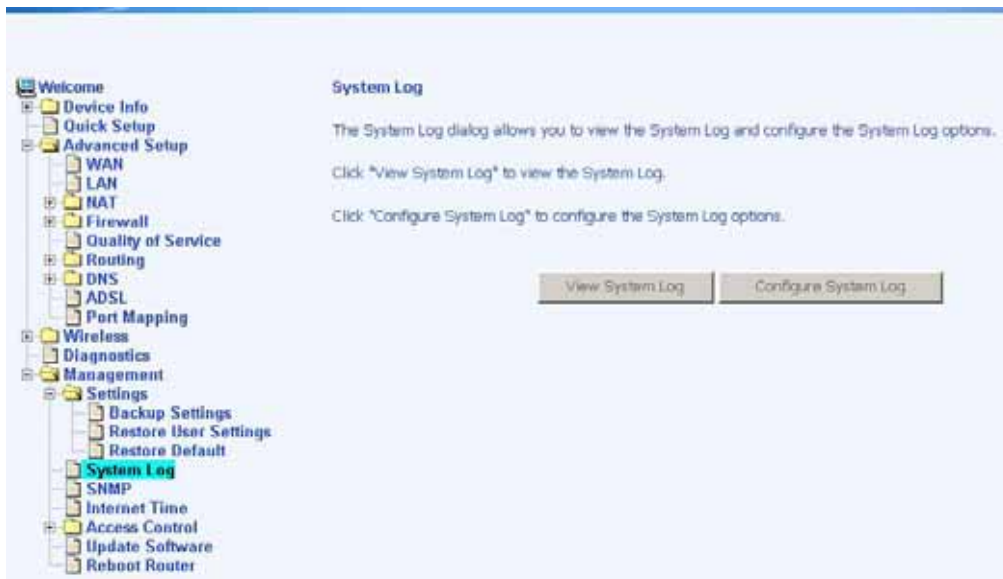 Welcome
Device Info
Quick Setup
Advanced Setup
WAN
LAN
NAT
Firewall
Quality of Service
Routing
DNS
ADSL
Port Mapping
Wireless
Diagnostics
Management
Settings
Backup Settings
Restore User Settings
Restore Default
System Log
SNMP
Internet Time
Access Control
Update Software
Reboot Router
System Log
The System Log dialog allows you to view the System Log and configure the System Log options.
Click "View System Log" to view the System Log.
Click "Configure System Log" to configure the System Log options.
View System Log
Configure System Log